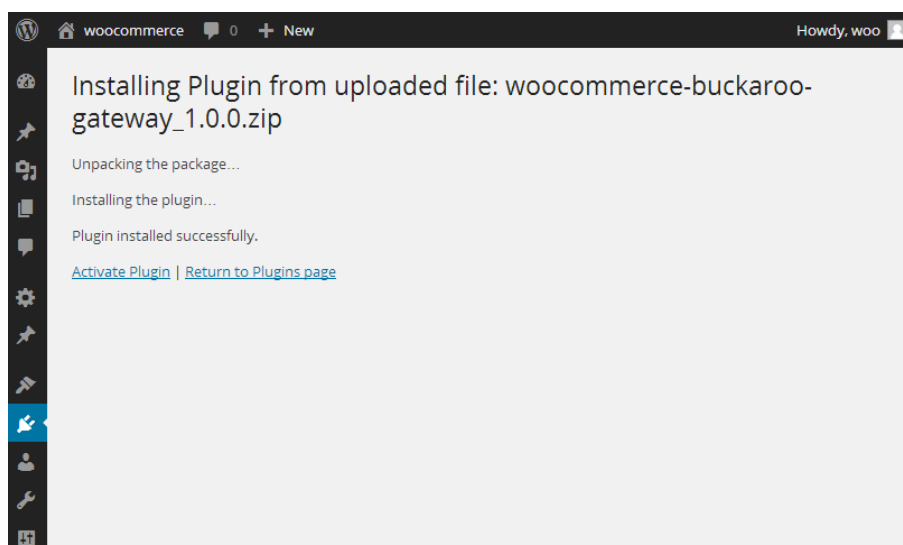 woocommerce 0 + New Howdy, woo
Installing Plugin from uploaded file: woocommerce-buckaroo-
gateway_1.0.0.zip
Unpacking the package…
Installing the plugin…
Plugin installed successfully.
Activate Plugin | Return to Plugins page